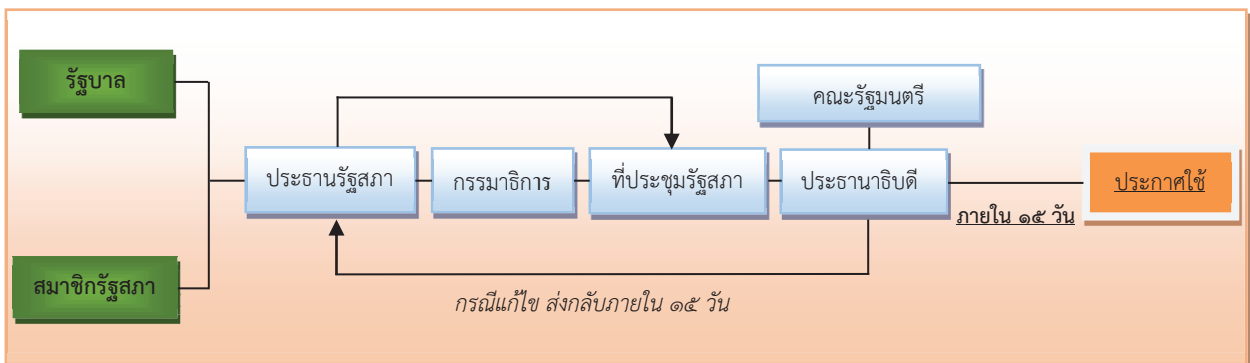 รัฐบาล
คณะรัฐมนตรี
ประธานรัฐสภา
กรรมาธิการ
ที่ประชุมรัฐสภา
ประธานาธิบดี
ประกาศใช้
ภายใน ๑๕ วัน
สมาชิกรัฐสภา
กรณีแก้ไข ส่งกลับภายใน ๑๕ วัน